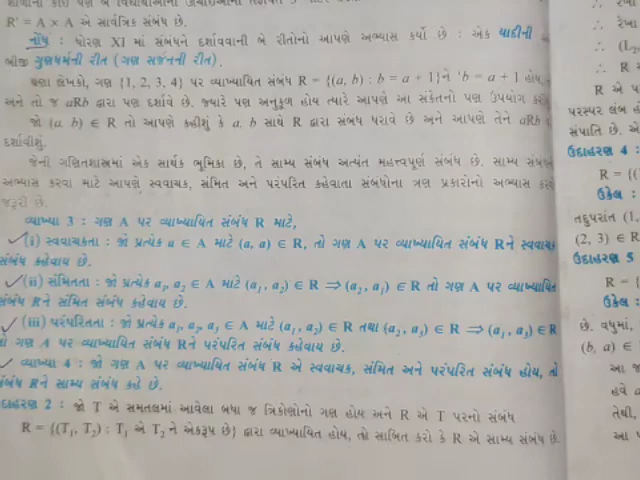 R' = A × A એ સાર્વત્રિક સંબંધ છે.
નોંધ : ધોરણ XI માં સંબંધને દર્શાવવાની બે રીતોનો આપણે અભ્યાસ કર્યો છે : એક યાદીની
બીજી ગુણધર્મની રીત (ગણ સર્જનની રીત).
ઘણા લેખકો, ગણ {1, 2, 3, 4} પર વ્યાખ્યાયિત સંબંધ R = {(a, b) : b = a + 1}ને 'b = a + 1 હોય,
અને તો જ aRb દ્વારા પણ દર્શાવે છે. જ્યારે પણ અનુકૂળ હોય ત્યારે આપણે આ સંકેતનો પણ ઉપયોગ
જો (a, b) ∈ R તો આપણે કહીશું કે a, b સાથે R દ્વારા સંબંધ ધરાવે છે અને આપણે તેને aRb
દર્શાવીશું.
જેની ગણિતશાસ્ત્રમાં એક સાર્થક ભૂમિકા છે, તે સામ્ય સંબંધ અત્યંત મહત્ત્વપૂર્ણ સંબંધ છે. સામ્ય
અભ્યાસ કરવા માટે આપણે સ્વવાચક, સંમિત અને પરંપરિત કહેવાતા સંબંધોના ત્રણ પ્રકારોનો અભ્યાસ
જરૂરી છે.
વ્યાખ્યા 3 : ગણ A પર વ્યાખ્યાયિત સંબંધ R માટે,
(i) સ્વવાચકતા : જો પ્રત્યેક a ∈ A માટે (a, a) ∈ R, તો ગણ A પર વ્યાખ્યાયિત સંબંધ Rને સ્વવાચક
સંબંધ કહેવાય છે.
(ii) સંમિતતા : જો પ્રત્યેક a₁, a₂ ∈ A માટે (a₁, a₂) ∈ R ⇒ (a₂, a₁) ∈ R તો ગણ A પર વ્યાખ્યાયિત
સંબંધ Rને સંમિત સંબંધ કહેવાય છે.
(iii) પરંપરિતતા : જો પ્રત્યેક a₁, a₂, a₃ ∈ A માટે (a₁, a₂) ∈ R તથા (a₂, a₃) ∈ R ⇒ (a₁, a₃) ∈ R
તો ગણ A પર વ્યાખ્યાયિત સંબંધ Rને પરંપરિત સંબંધ કહેવાય છે.
વ્યાખ્યા 4 : જો ગણ A પર વ્યાખ્યાયિત સંબંધ R એ સ્વવાચક, સંમિત અને પરંપરિત સંબંધ હોય, તો
સંબંધ Rને સામ્ય સંબંધ કહે છે.
ઉદાહરણ 2 : જો T એ સમતલમાં આવેલા બધા જ ત્રિકોણોનો ગણ હોય અને R એ T પરનો સંબંધ
R = {(T₁, T₂) : T₁ એ T₂ ને એકરૂપ છે} દ્વારા વ્યાખ્યાયિત હોય, તો સાબિત કરો કે R એ સામ્ય સંબંધ છે.
∴ રેખા
∴ રેખા
∴ (L₂
∴ R
R એ
પરસ્પર લંબ
સંપાતિ છે. એ
ઉદાહરણ 4 :
R = {(
ઉકેલ :
તદુપરાંત (1,
(2, 3) ∈ R
ઉદાહરણ 5
R = {
ઉકેલ
છે. વધુમાં,
(b, a) ∈
આ જ
હવે a
તેથી,
આ